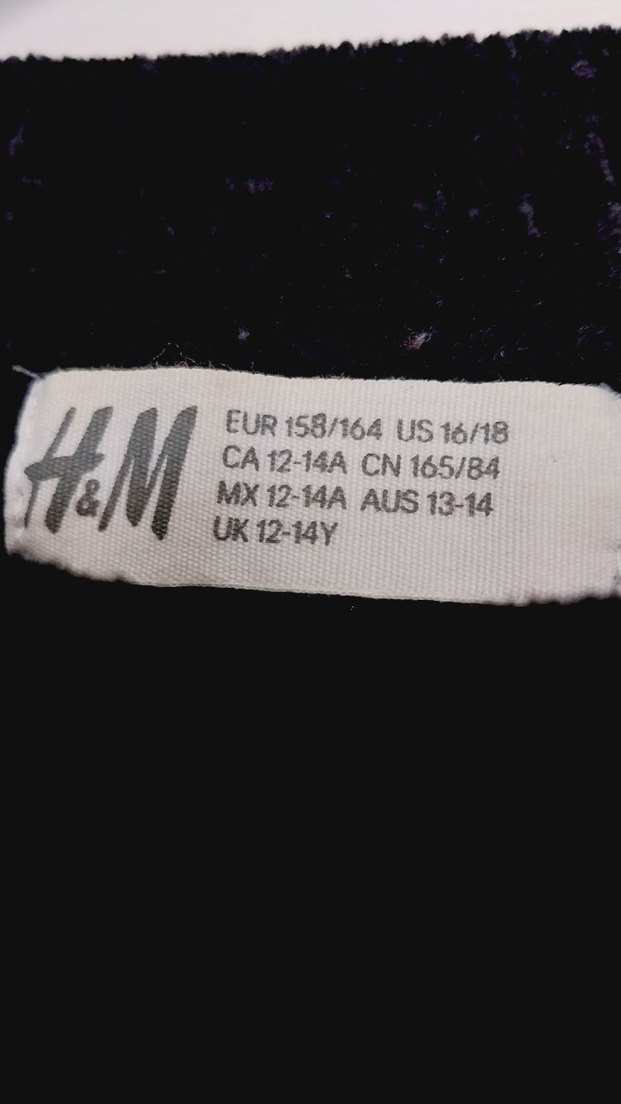 H&M
EUR 158/164 US 16/18
CA 12-14A CN 165/84
MX 12-14A AUS 13-14
UK 12-14Y